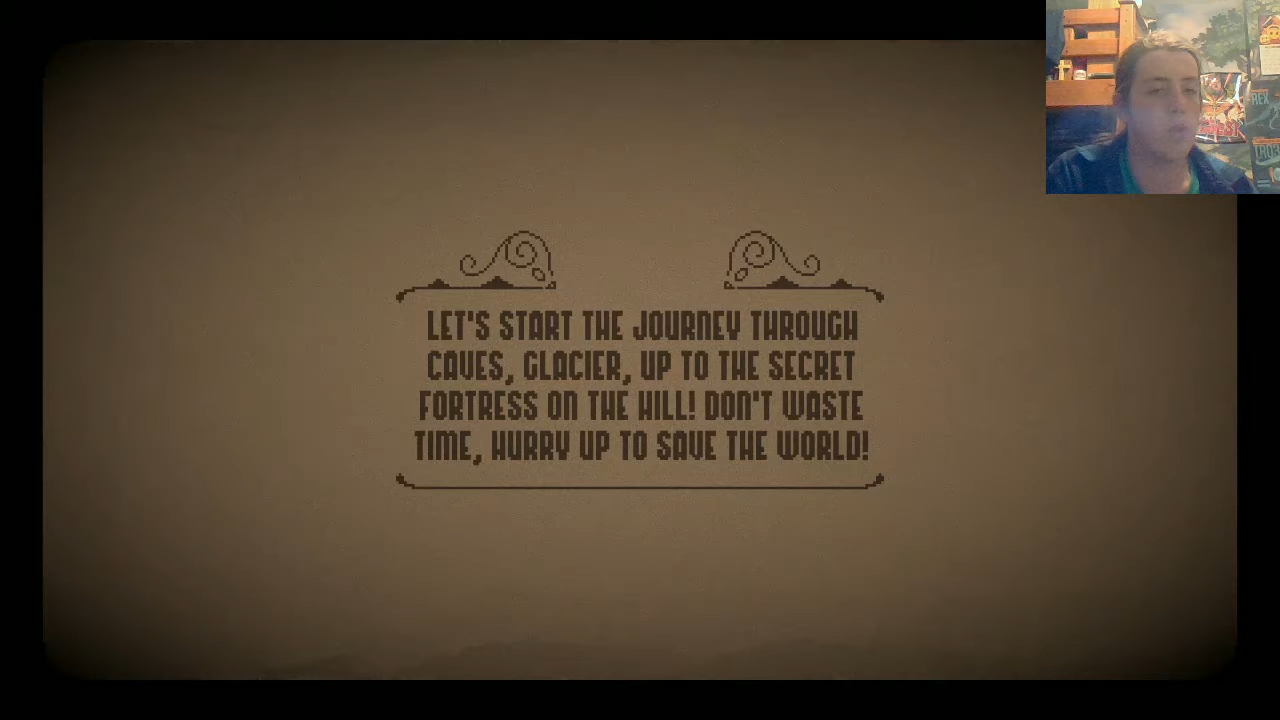 LET'S START THE JOURNEY THROUGH
CAVES, GLACIER, UP TO THE SECRET
FORTRESS ON THE HILL! DON'T WASTE
TIME, HURRY UP TO SAVE THE WORLD!
REX